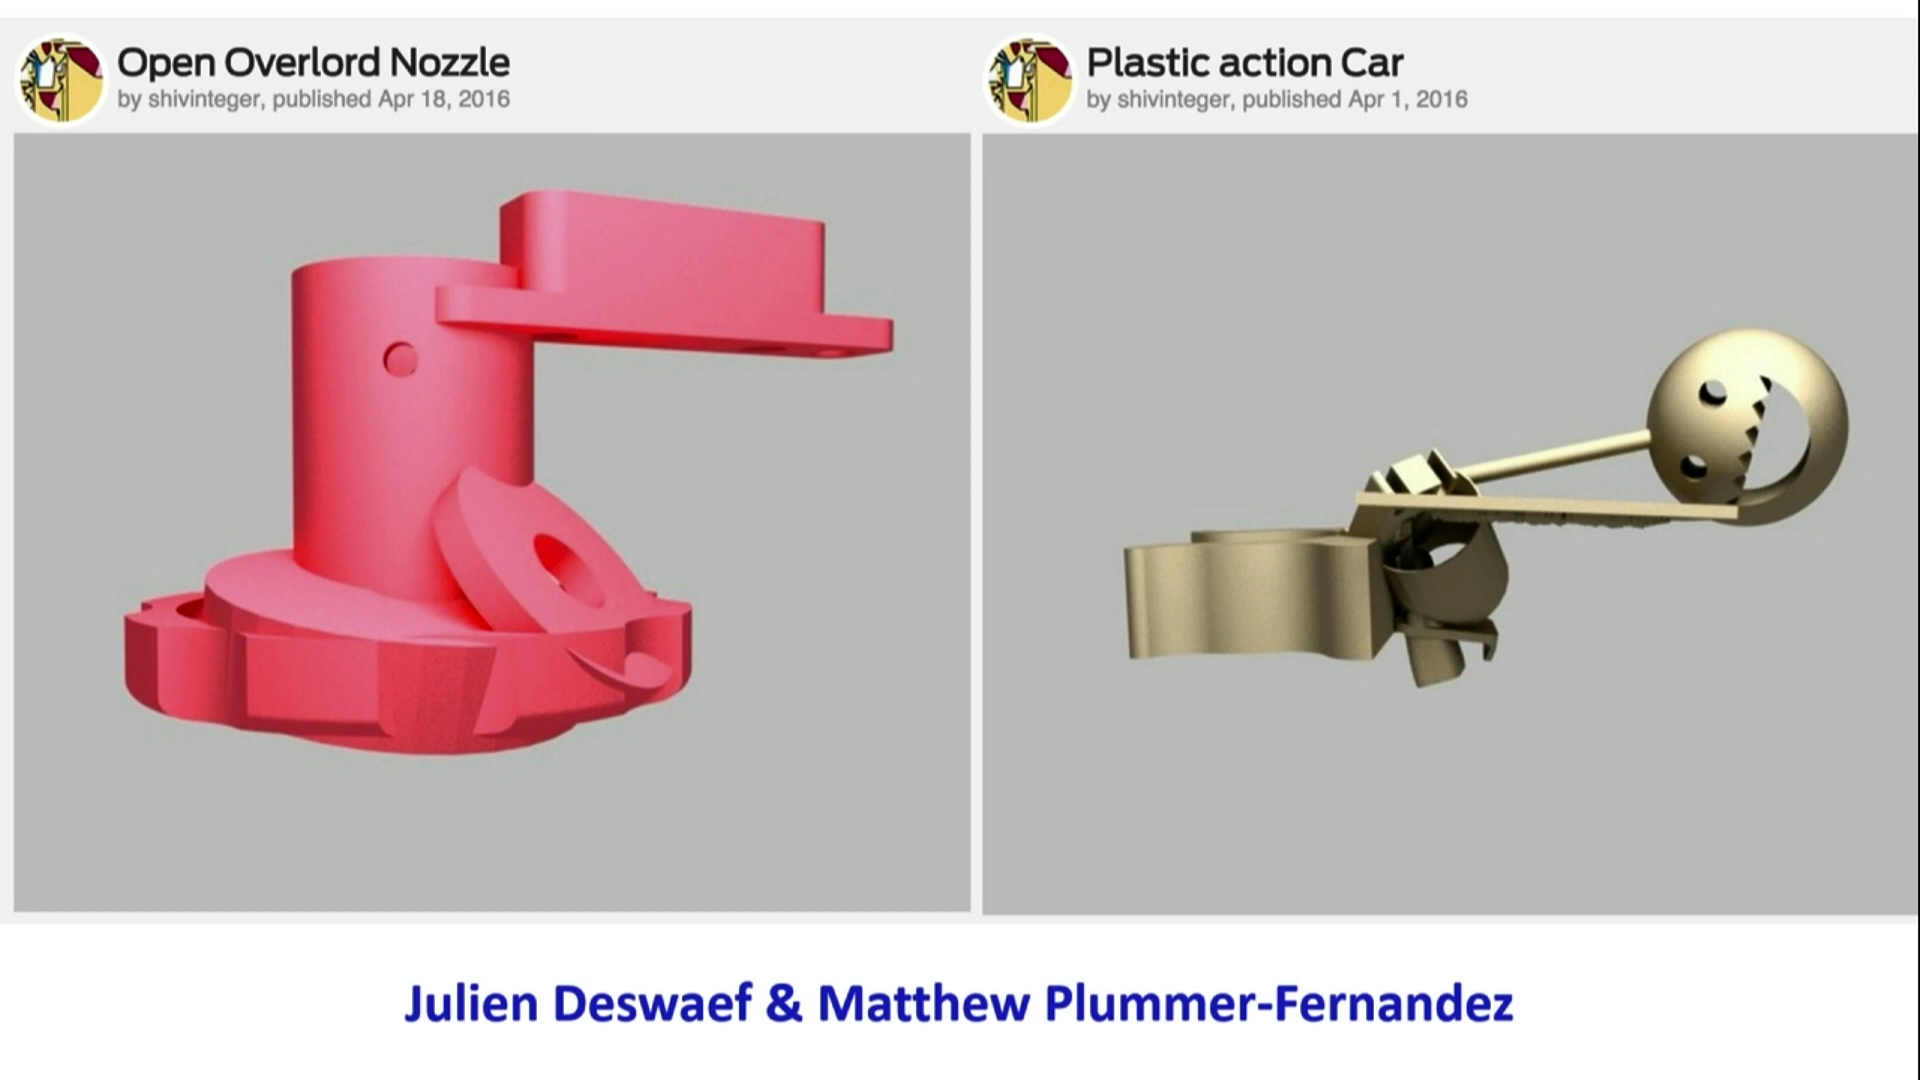 Open Overlord Nozzle
by shivinteger, published Apr 18, 2016
Plastic action Car
by shivinteger, published Apr 1, 2016
Julien Deswaef & Matthew Plummer-Fernandez